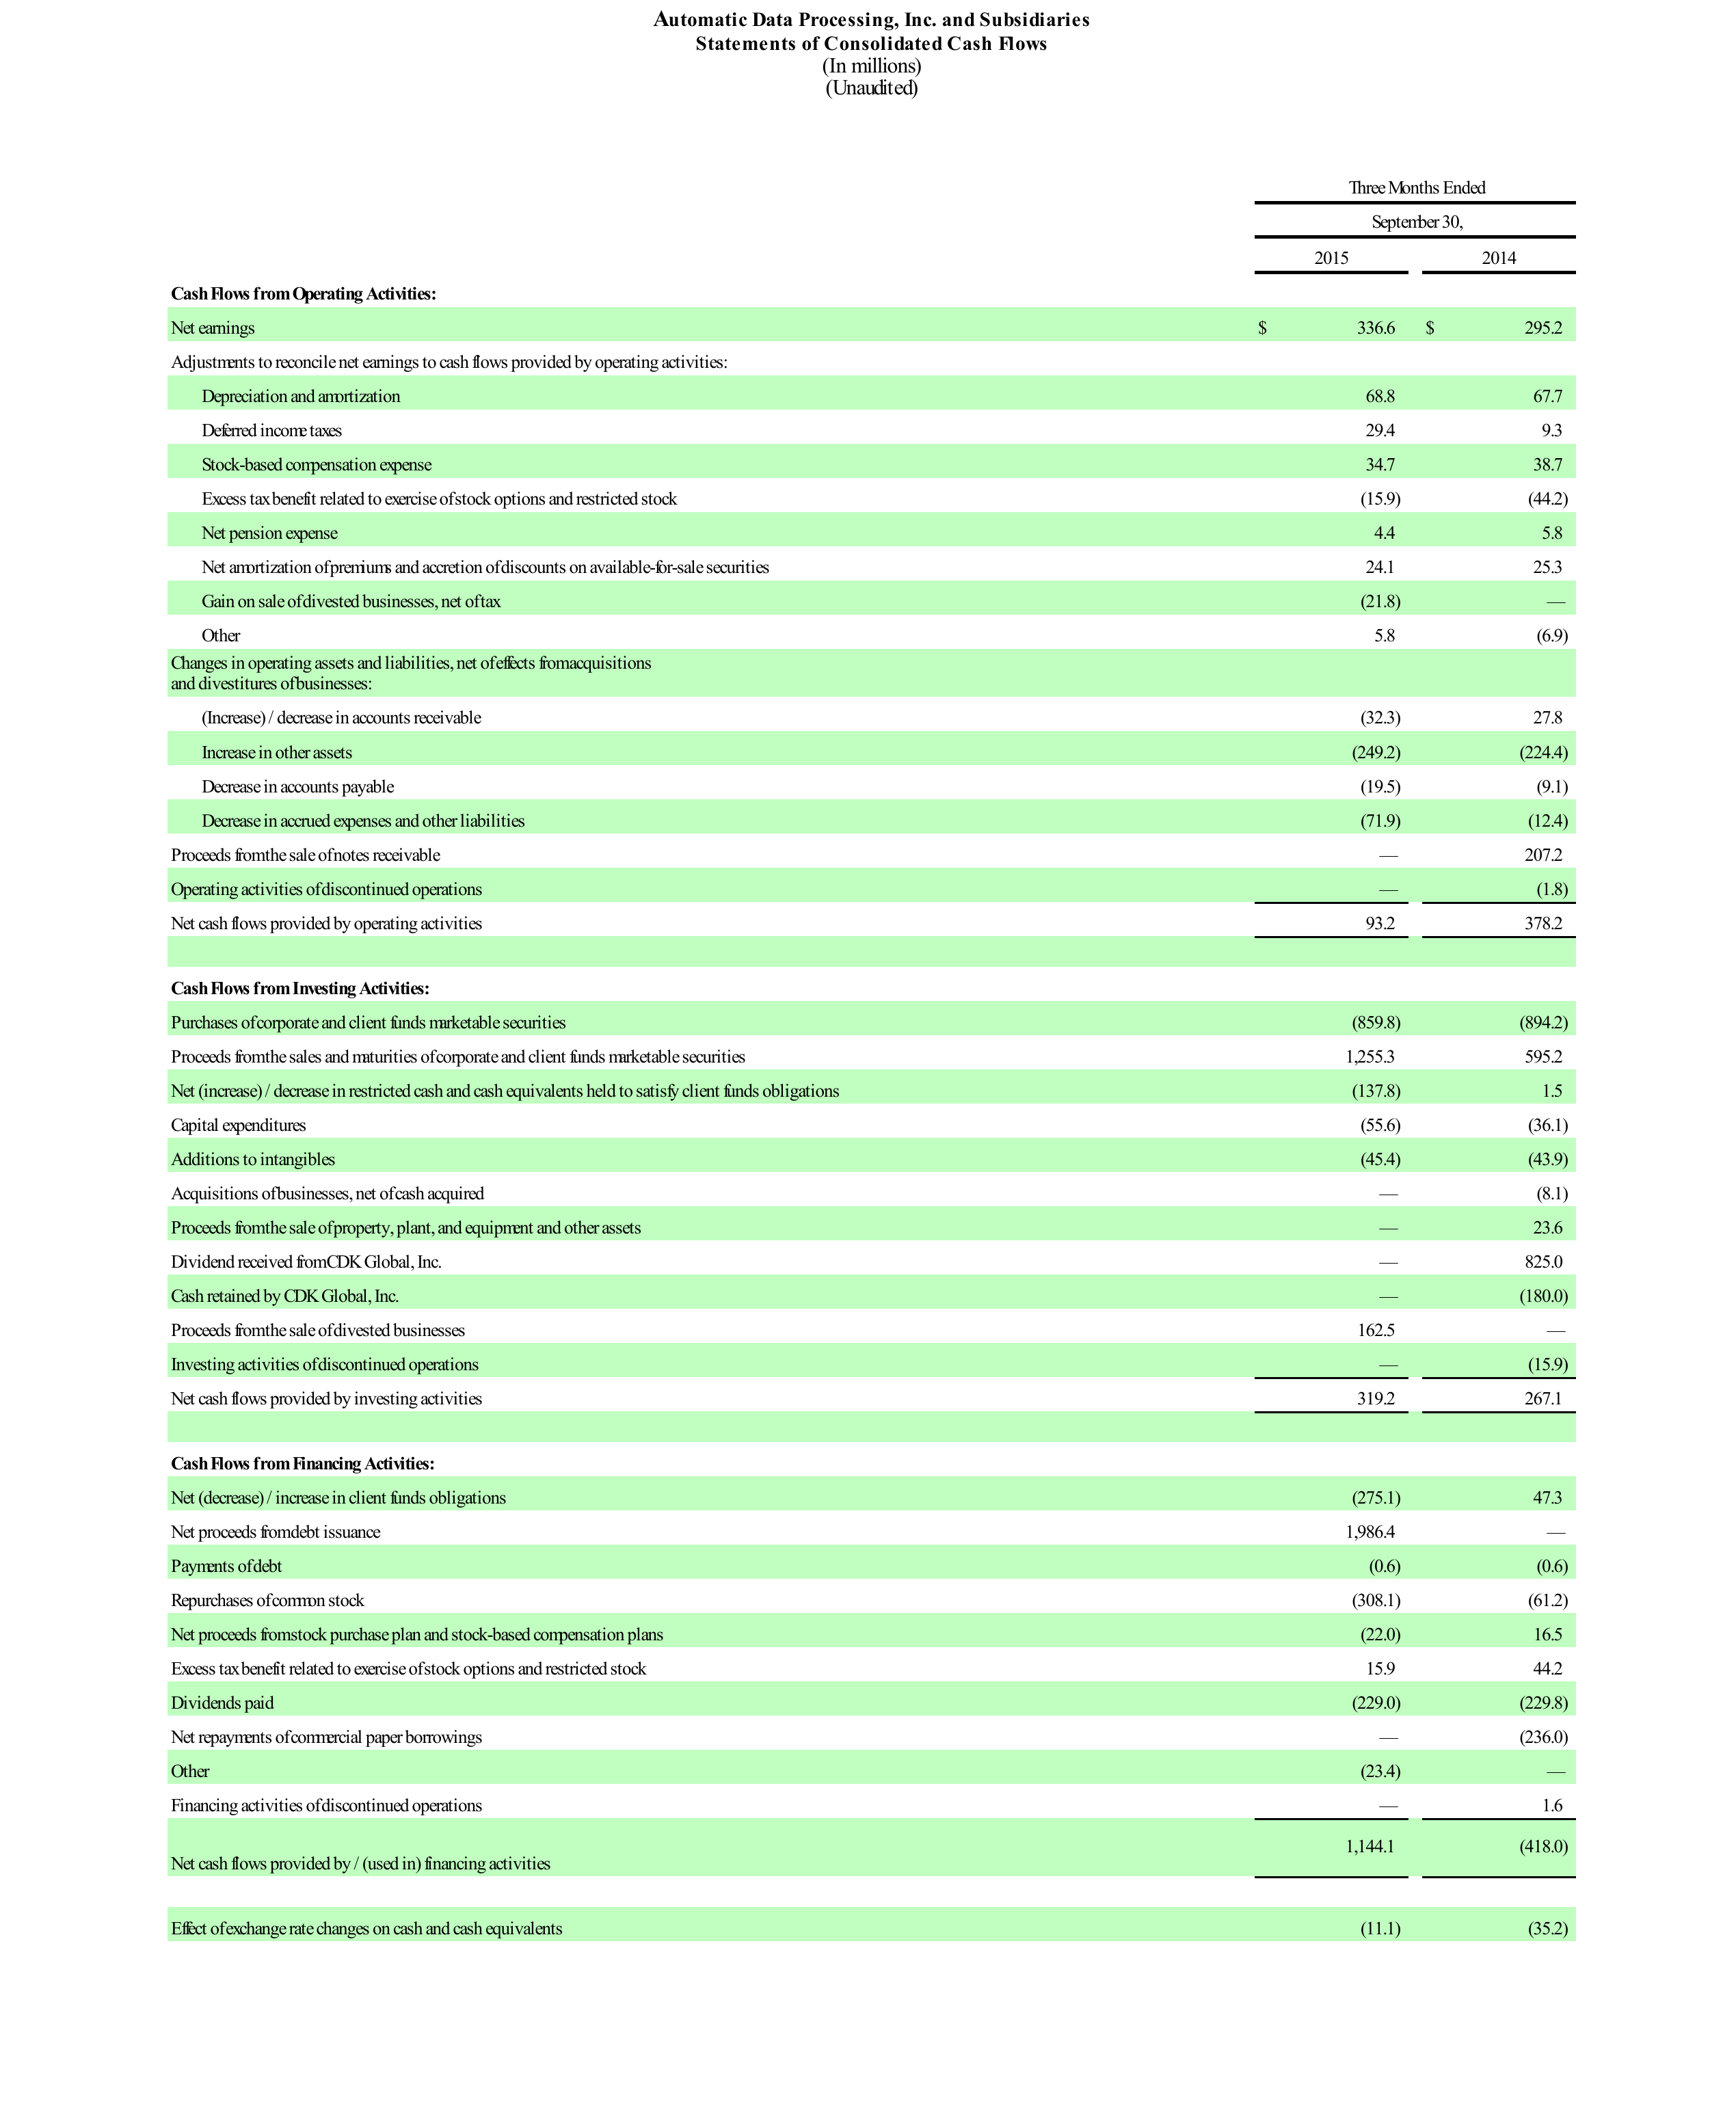 Automatic Data Processing, Inc. and Subsidiaries
Statements of Consolidated Cash Flows
(In millions)
(Unaudited)
Three Months Ended
September 30,
2015 2014
Cash Flows from Operating Activities:
Net earnings $ 336.6 $ 295.2
Adjustments to reconcile net earnings to cash flows provided by operating activities:
Depreciation and amortization 68.8 67.7
Deferred income taxes 29.4 9.3
Stock-based compensation expense 34.7 38.7
Excess tax benefit related to exercise of stock options and restricted stock (15.9) (44.2)
Net pension expense 4.4 5.8
Net amortization of premiums and accretion of discounts on available-for-sale securities 24.1 25.3
Gain on sale of divested businesses, net of tax (21.8) —
Other 5.8 (6.9)
Changes in operating assets and liabilities, net of effects from acquisitions
and divestitures of businesses:
(Increase) / decrease in accounts receivable (32.3) 27.8
Increase in other assets (249.2) (224.4)
Decrease in accounts payable (19.5) (9.1)
Decrease in accrued expenses and other liabilities (71.9) (12.4)
Proceeds from the sale of notes receivable — 207.2
Operating activities of discontinued operations — (1.8)
Net cash flows provided by operating activities 93.2 378.2
Cash Flows from Investing Activities:
Purchases of corporate and client funds marketable securities (859.8) (894.2)
Proceeds from the sales and maturities of corporate and client funds marketable securities 1,255.3 595.2
Net (increase) / decrease in restricted cash and cash equivalents held to satisfy client funds obligations (137.8) 1.5
Capital expenditures (55.6) (36.1)
Additions to intangibles (45.4) (43.9)
Acquisitions of businesses, net of cash acquired — (8.1)
Proceeds from the sale of property, plant, and equipment and other assets — 23.6
Dividend received from CDK Global, Inc. — 825.0
Cash retained by CDK Global, Inc. — (180.0)
Proceeds from the sale of divested businesses 162.5 —
Investing activities of discontinued operations — (15.9)
Net cash flows provided by investing activities 319.2 267.1
Cash Flows from Financing Activities:
Net (decrease) / increase in client funds obligations (275.1) 47.3
Net proceeds from debt issuance 1,986.4 —
Payments of debt (0.6) (0.6)
Repurchases of common stock (308.1) (61.2)
Net proceeds from stock purchase plan and stock-based compensation plans (22.0) 16.5
Excess tax benefit related to exercise of stock options and restricted stock 15.9 44.2
Dividends paid (229.0) (229.8)
Net repayments of commercial paper borrowings — (236.0)
Other (23.4) —
Financing activities of discontinued operations — 1.6
Net cash flows provided by / (used in) financing activities 1,144.1 (418.0)
Effect of exchange rate changes on cash and cash equivalents (11.1) (35.2)